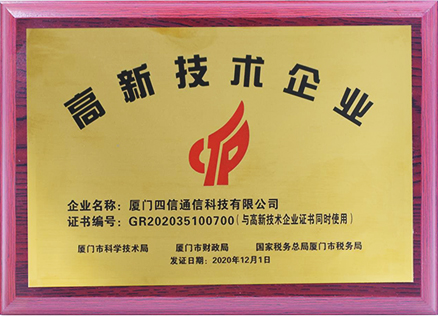 高新技术企业
CTP
企业名称：厦门四信通信科技有限公司
证书编号：GR202035100700（与高新技术企业证书同时使用）
厦门市科学技术局 厦门市财政局 国家税务总局厦门市税务局
发证日期：2020年12月1日